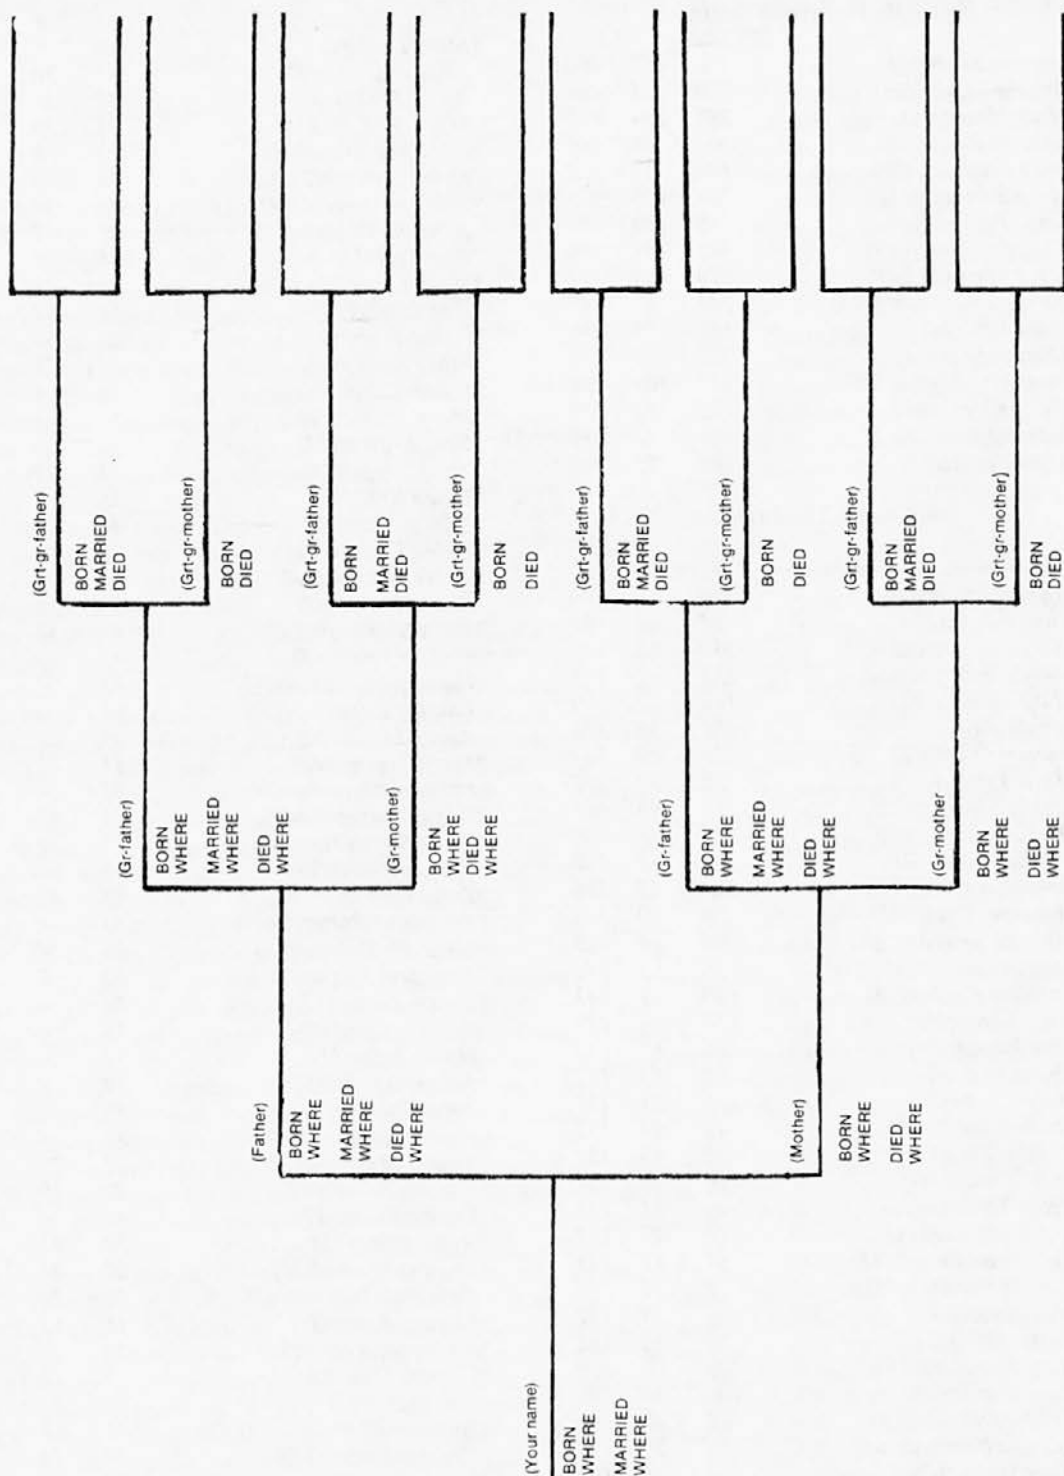 (Your name)
BORN
WHERE
MARRIED
WHERE
(Father)
BORN
WHERE
MARRIED
WHERE
DIED
WHERE
(Mother)
BORN
WHERE
DIED
WHERE
(Gr-father)
BORN
WHERE
MARRIED
WHERE
DIED
WHERE
(Gr-mother)
BORN
WHERE
DIED
WHERE
(Gr-father)
BORN
WHERE
MARRIED
WHERE
DIED
WHERE
(Gr-mother
BORN
WHERE
DIED
WHERE
(Grt-gr-father)
BORN
MARRIED
DIED
(Grt-gr-mother)
BORN
DIED
(Grt-gr-father)
BORN
MARRIED
DIED
(Grt-gr-mother)
BORN
DIED
(Grt-gr-father)
BORN
MARRIED
DIED
(Grt-gr-mother)
BORN
DIED
(Grt-gr-father)
BORN
MARRIED
DIED
(Grt-gr-mother)
BORN
DIED